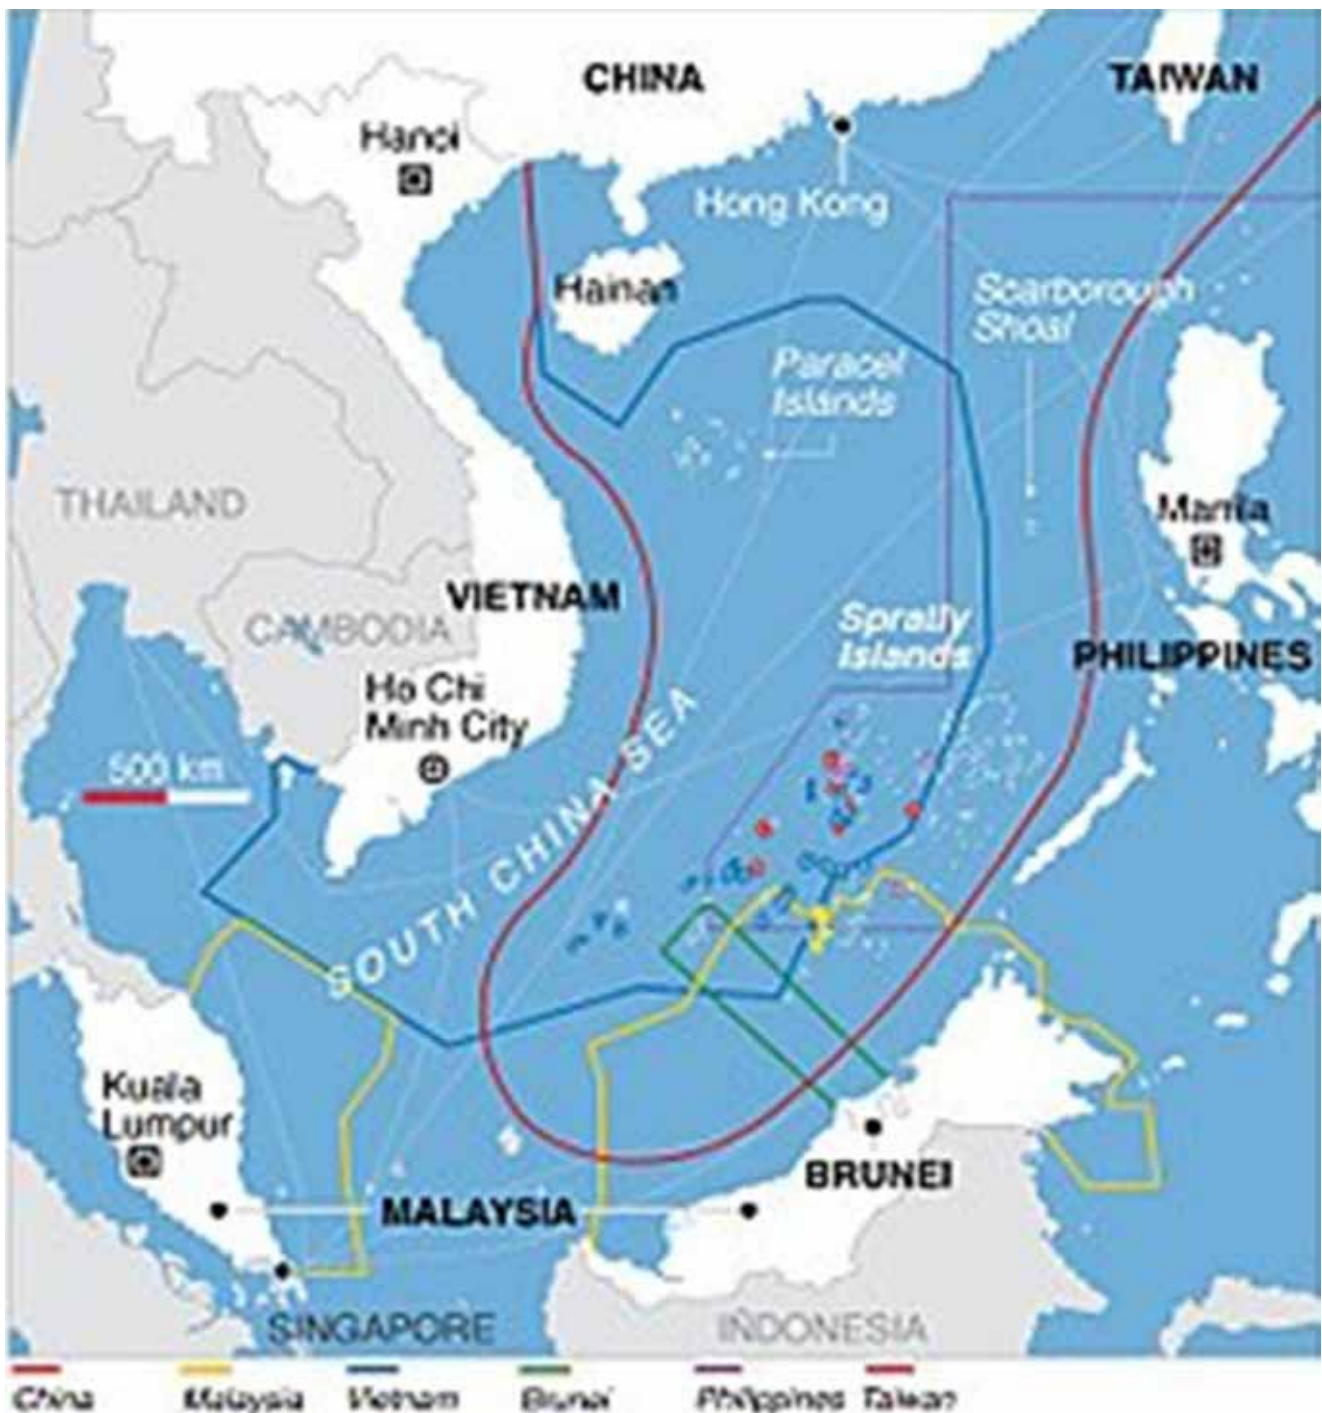 CHINA
TAIWAN
Hanoi
Hong Kong
Hainan
Scarborough
Shoal
Paracel
Islands
THAILAND
Manila
VIETNAM
CAMBODIA
Sprally
Islands
PHILIPPINES
Ho Chi
Minh City
500 km
SOUTH CHINA SEA
Kuala
Lumpur
BRUNEI
MALAYSIA
SINGAPORE
INDONESIA
China Malaysia Vietnam Brunei Philippines Taiwan